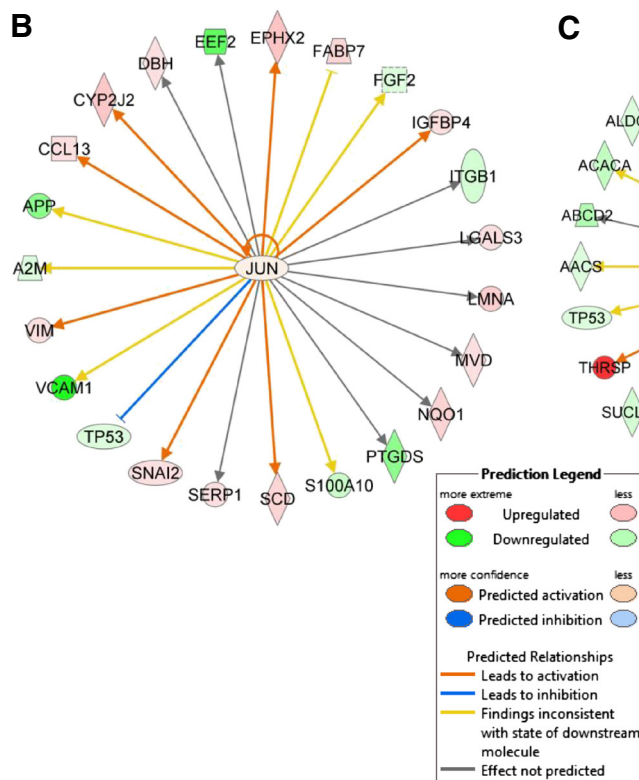 B
C
EEF2
EPHX2
FABP7
DBH
FGF2
CYP2J2
IGFBP4
CCL13
ITGB1
APP
LGALS3
A2M
JUN
LMNA
VIM
MVD
VCAM1
NQO1
TP53
PTGDS
SNAI2
SERP1
SCD
S100A10
ALDC
ACACA
ABCD2
AACS
TP53
THRSP
SUCL
Prediction Legend
more extreme less
Upregulated
Downregulated
more confidence less
Predicted activation
Predicted inhibition
Predicted Relationships
Leads to activation
Leads to inhibition
Findings inconsistent
with state of downstream
molecule
Effect not predicted